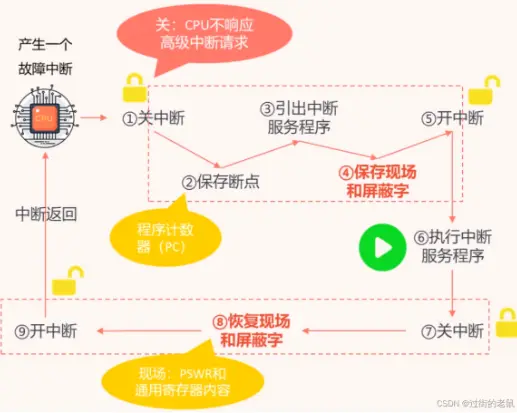 产生一个
故障中断
CPU
关：CPU不响应
高级中断请求
①关中断
②保存断点
③引出中断
服务程序
④保存现场
和屏蔽字
⑤开中断
程序计数
器（PC）
中断返回
⑥执行中断
服务程序
⑦关中断
⑧恢复现场
和屏蔽字
⑨开中断
现场：PSWR和
通用寄存器内容
CSDN @过街的老鼠